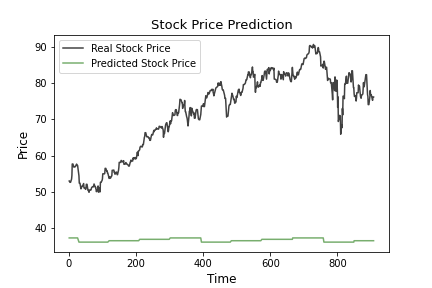 Stock Price Prediction
Real Stock Price
Predicted Stock Price
Price
90
80
70
60
50
40
0 200 400 600 800
Time